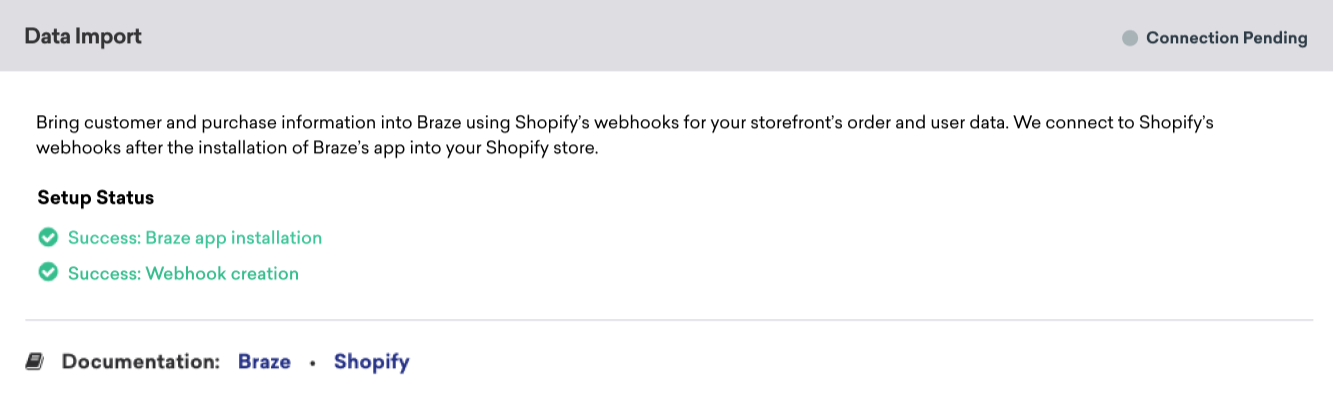 Data Import
Connection Pending
Bring customer and purchase information into Braze using Shopify's webhooks for your storefront's order and user data. We connect to Shopify's
webhooks after the installation of Braze's app into your Shopify store.
Setup Status
Success: Braze app installation
Success: Webhook creation
Documentation: Braze • Shopify